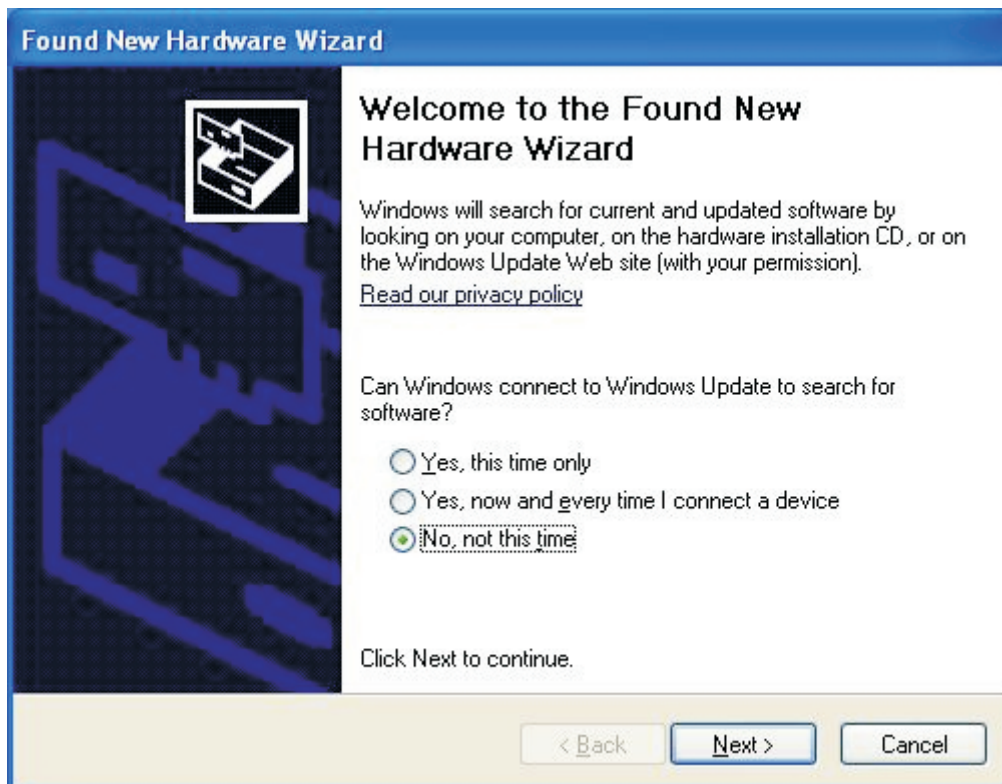 Found New Hardware Wizard
Welcome to the Found New
Hardware Wizard
Windows will search for current and updated software by
looking on your computer, on the hardware installation CD, or on
the Windows Update Web site (with your permission).
Read our privacy policy
Can Windows connect to Windows Update to search for
software?
Yes, this time only
Yes, now and every time I connect a device
No, not this time
Click Next to continue.
< Back Next > Cancel